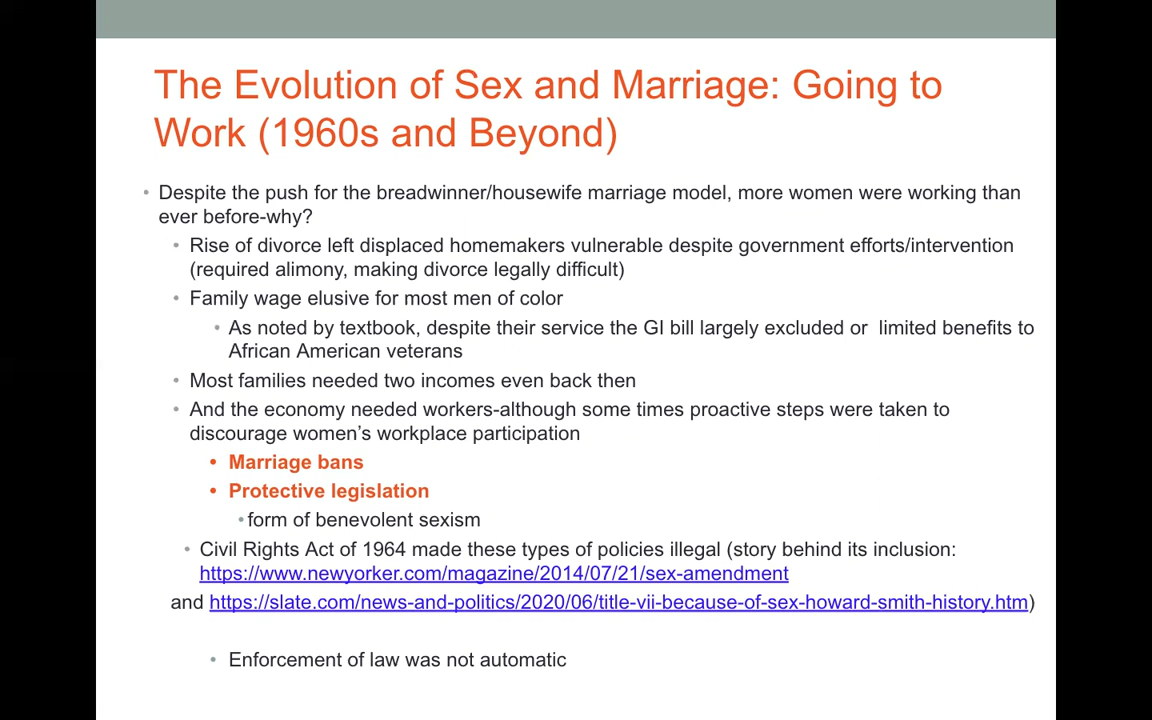 The Evolution of Sex and Marriage: Going to
Work (1960s and Beyond)
• Despite the push for the breadwinner/housewife marriage model, more women were working than
ever before-why?
• Rise of divorce left displaced homemakers vulnerable despite government efforts/intervention
(required alimony, making divorce legally difficult)
• Family wage elusive for most men of color
• As noted by textbook, despite their service the GI bill largely excluded or  limited benefits to
African American veterans
• Most families needed two incomes even back then
• And the economy needed workers-although some times proactive steps were taken to
discourage women's workplace participation
• Marriage bans
• Protective legislation
• form of benevolent sexism
• Civil Rights Act of 1964 made these types of policies illegal (story behind its inclusion:
https://www.newyorker.com/magazine/2014/07/21/sex-amendment
and https://slate.com/news-and-politics/2020/06/title-vii-because-of-sex-howard-smith-history.htm)
• Enforcement of law was not automatic